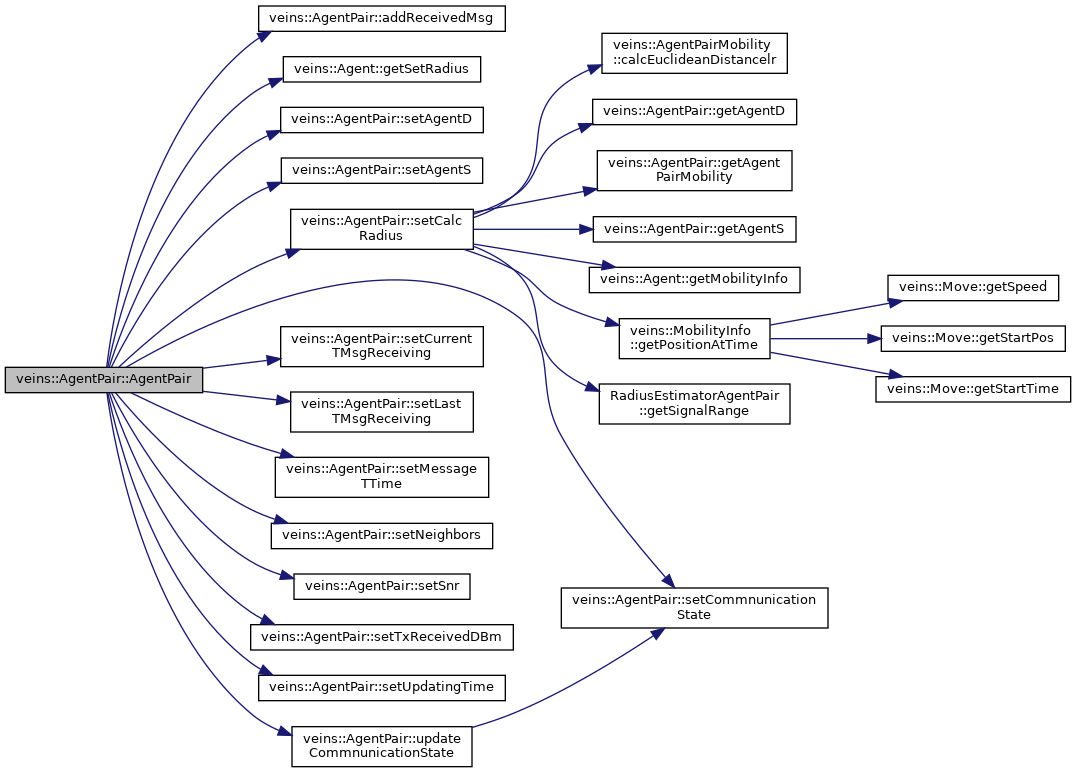 veins::AgentPair::AgentPair
veins::AgentPair::addReceivedMsg
veins::Agent::getSetRadius
veins::AgentPair::setAgentD
veins::AgentPair::setAgentS
veins::AgentPair::setCalc
Radius
veins::AgentPair::setCurrent
TMsgReceiving
veins::AgentPair::setLast
TMsgReceiving
veins::AgentPair::setMessage
TTime
veins::AgentPair::setNeighbors
veins::AgentPair::setSnr
veins::AgentPair::setTxReceivedDBm
veins::AgentPair::setUpdatingTime
veins::AgentPair::update
CommnunicationState
veins::AgentPairMobility
::calcEuclideanDistanceIr
veins::AgentPair::getAgentD
veins::AgentPair::getAgent
PairMobility
veins::AgentPair::getAgentS
veins::Agent::getMobilityInfo
veins::MobilityInfo
::getPositionAtTime
RadiusEstimatorAgentPair
::getSignalRange
veins::AgentPair::setCommnunication
State
veins::Move::getSpeed
veins::Move::getStartPos
veins::Move::getStartTime